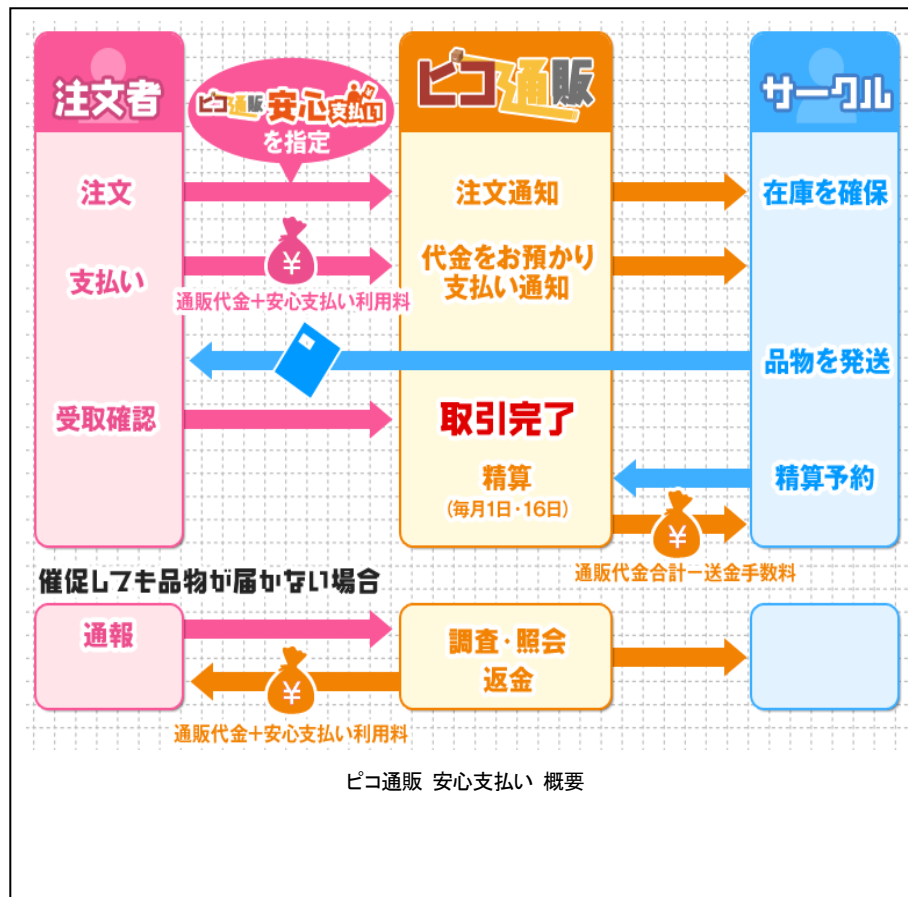 注文者
ピコ通販 安心支払い
を指定
ピコ通販
サークル
注文
注文通知
在庫を確保
支払い
代金をお預かり
支払い通知
通販代金＋安心支払い利用料
品物を発送
受取確認
取引完了
精算
(毎月1日・16日)
精算予約
通販代金合計－送金手数料
催促しても品物が届かない場合
通報
調査・照会
返金
通販代金＋安心支払い利用料
ピコ通販 安心支払い 概要